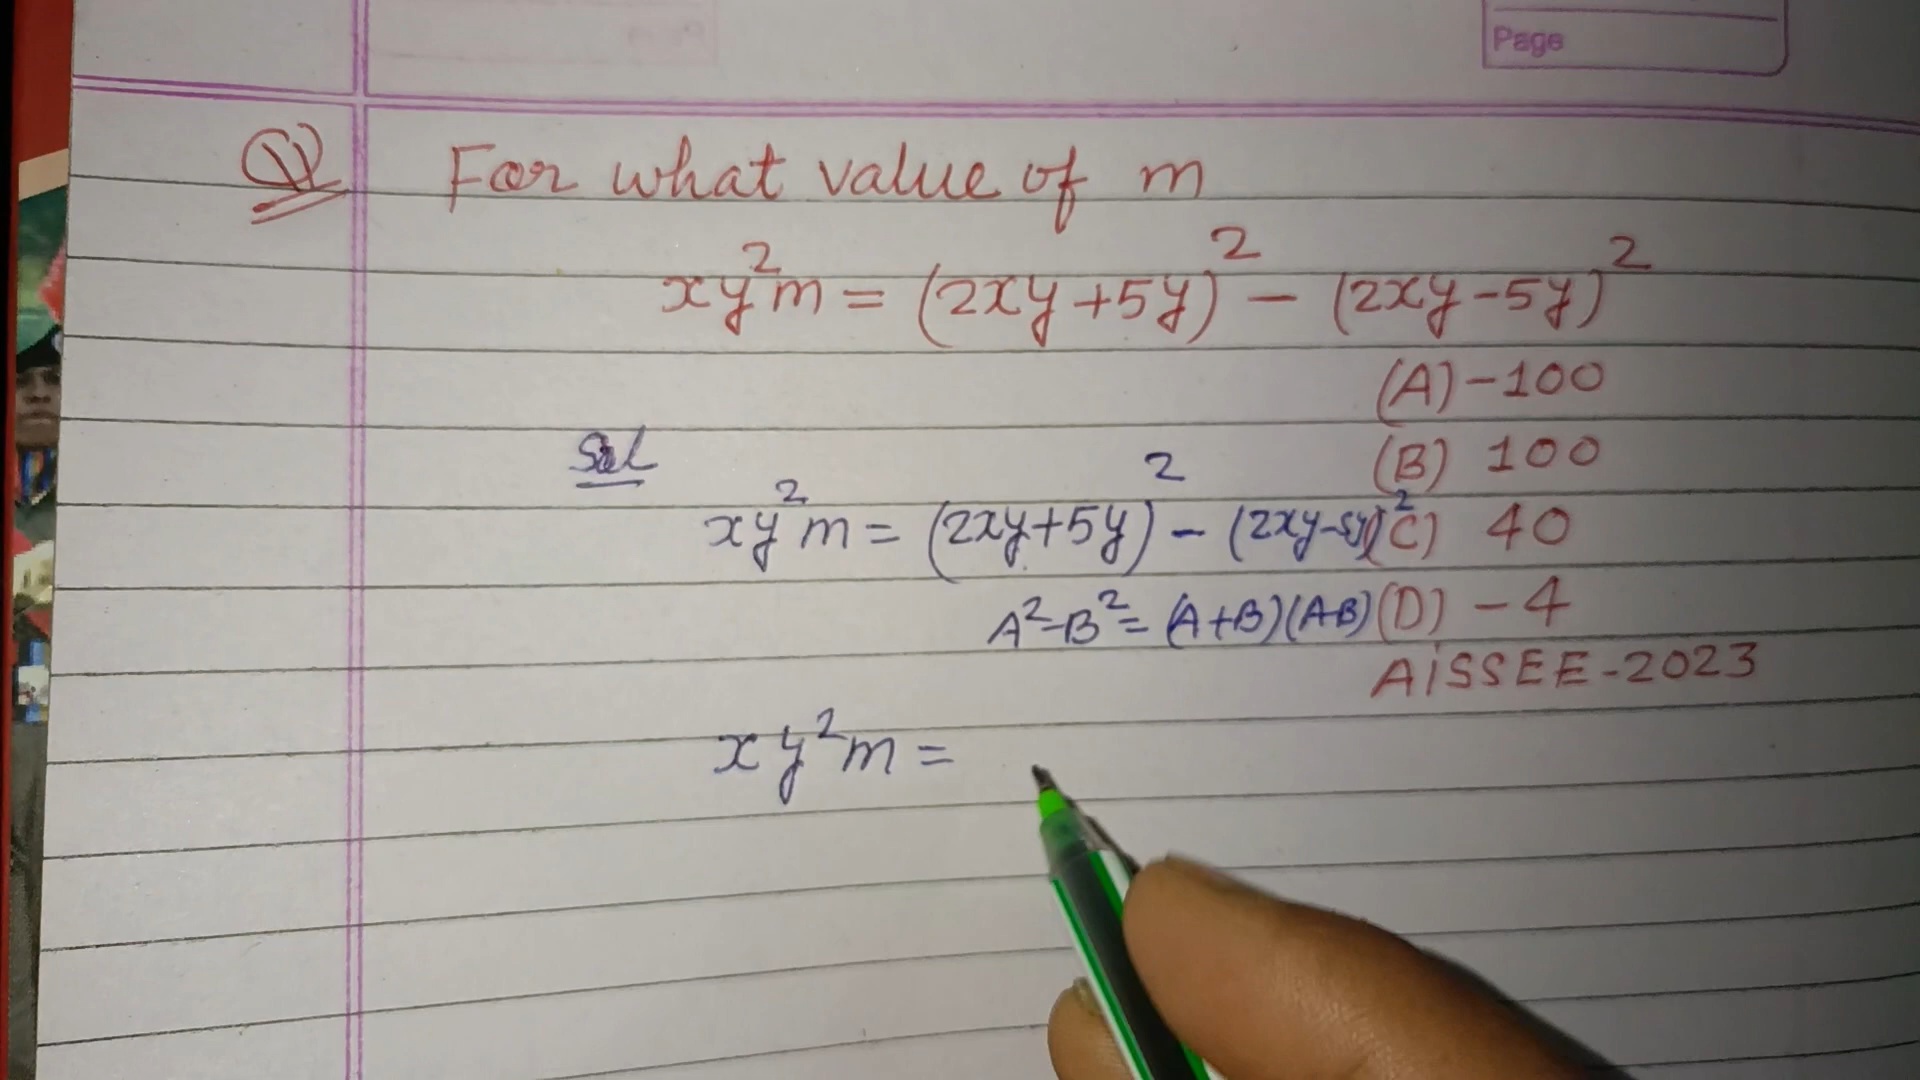 Page
Q For what value of m
xy²m = (2xy+5y)² - (2xy-5y)²
(A) -100
(B) 100
(C) 40
(D) -4
AiSSEE-2023
Sol
xy²m = (2xy+5y)² - (2xy-5y)²
A²-B² = (A+B)(A-B)
xy²m =